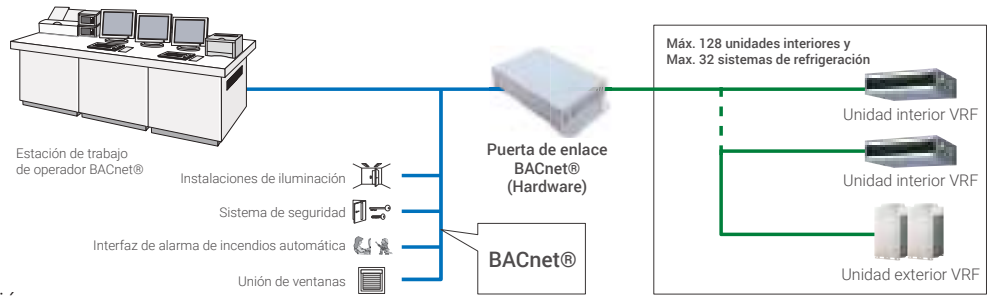 Estación de trabajo
de operador BACnet®
Instalaciones de iluminación
Sistema de seguridad
Interfaz de alarma de incendios automática
Unión de ventanas
BACnet®
Puerta de enlace
BACnet®
(Hardware)
Máx. 128 unidades interiores y
Max. 32 sistemas de refrigeración
Unidad interior VRF
Unidad interior VRF
Unidad exterior VRF